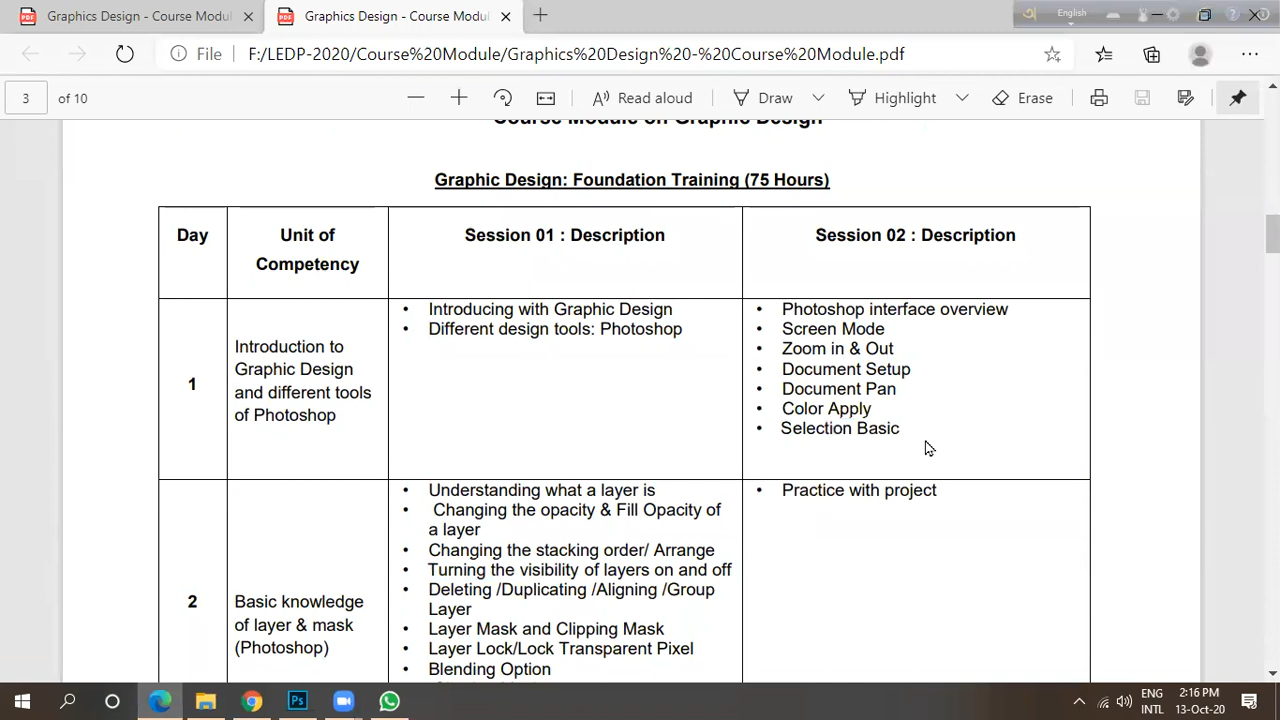 Graphics Design - Course Modul
Graphics Design - Course Modul
English
File
F:/LEDP-2020/Course%20Module/Graphics%20Design%20-%20Course%20Module.pdf
3
of 10
Read aloud
Draw
Highlight
Erase
Course Module on Graphic Design
Graphic Design: Foundation Training (75 Hours)
Day
Unit of
Competency
Session 01 : Description
Session 02 : Description
1
Introduction to
Graphic Design
and different tools
of Photoshop
• Introducing with Graphic Design
• Different design tools: Photoshop
• Photoshop interface overview
• Screen Mode
• Zoom in & Out
• Document Setup
• Document Pan
• Color Apply
• Selection Basic
2
Basic knowledge
of layer & mask
(Photoshop)
• Understanding what a layer is
• Changing the opacity & Fill Opacity of
a layer
• Changing the stacking order/ Arrange
• Turning the visibility of layers on and off
• Deleting /Duplicating /Aligning /Group
Layer
• Layer Mask and Clipping Mask
• Layer Lock/Lock Transparent Pixel
• Blending Option
• Practice with project
Ps
ENG
INTL
2:16 PM
13-Oct-20